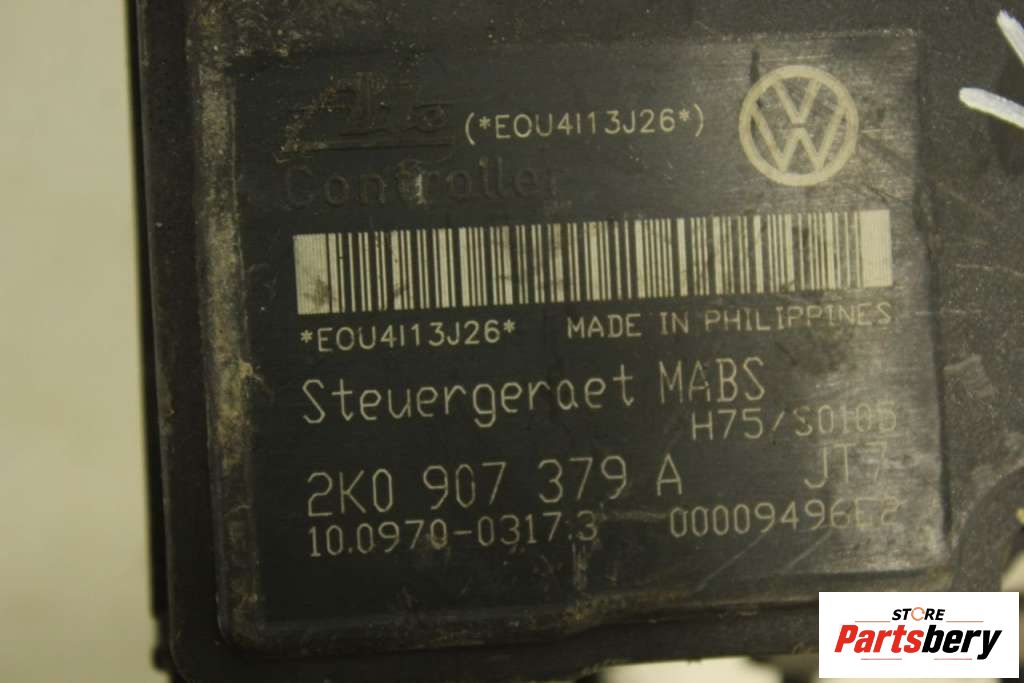 Ate (*EOU4I13J26*)
Controller
*EOU4I13J26* MADE IN PHILIPPINES
Steuergeraet MABS
H75/S0105
2K0 907 379 A JT7
10.0970-0317.3 00009496E2
STORE
Partsbery